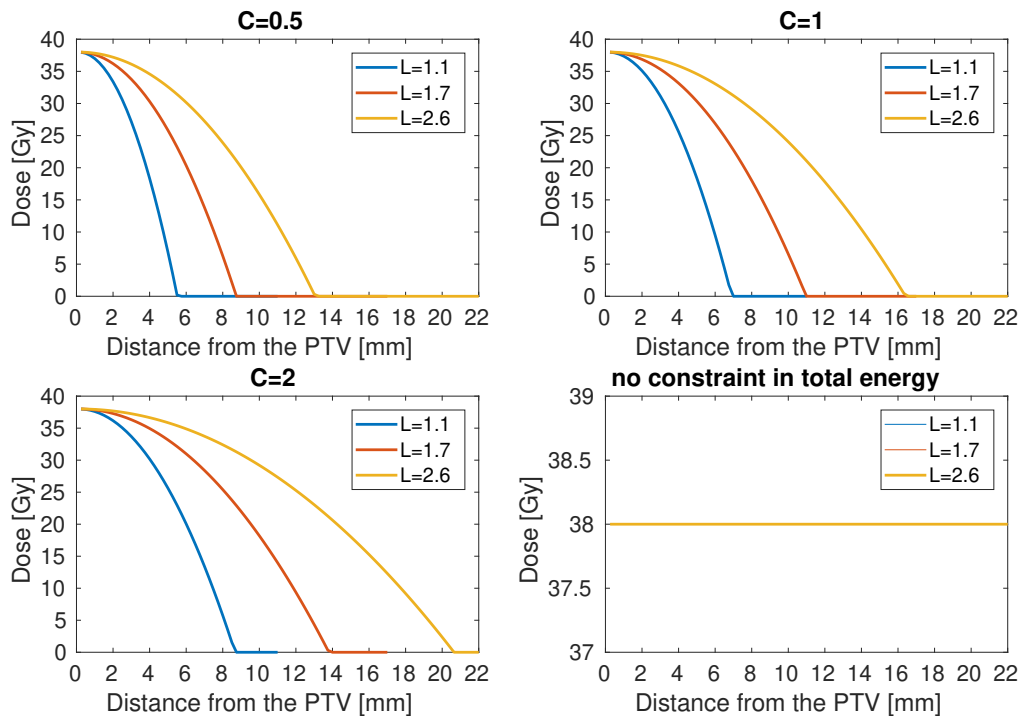 C=0.5
Dose [Gy]
40
35
30
25
20
15
10
5
0
0 2 4 6 8 10 12 14 16 18 20 22
Distance from the PTV [mm]
L=1.1
L=1.7
L=2.6
C=1
Dose [Gy]
40
35
30
25
20
15
10
5
0
0 2 4 6 8 10 12 14 16 18 20 22
Distance from the PTV [mm]
L=1.1
L=1.7
L=2.6
C=2
Dose [Gy]
40
35
30
25
20
15
10
5
0
0 2 4 6 8 10 12 14 16 18 20 22
Distance from the PTV [mm]
L=1.1
L=1.7
L=2.6
no constraint in total energy
Dose [Gy]
39
38.5
38
37.5
37
0 2 4 6 8 10 12 14 16 18 20 22
Distance from the PTV [mm]
L=1.1
L=1.7
L=2.6